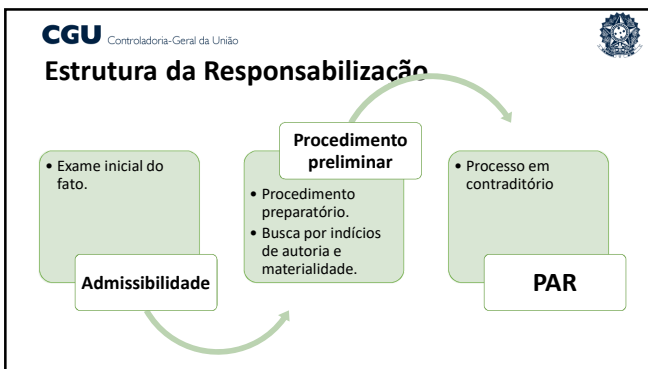 CGU Controladoria-Geral da União
Estrutura da Responsabilização
• Exame inicial do
fato.
Admissibilidade
Procedimento
preliminar
• Procedimento
preparatório.
• Busca por indícios
de autoria e
materialidade.
• Processo em
contraditório
PAR